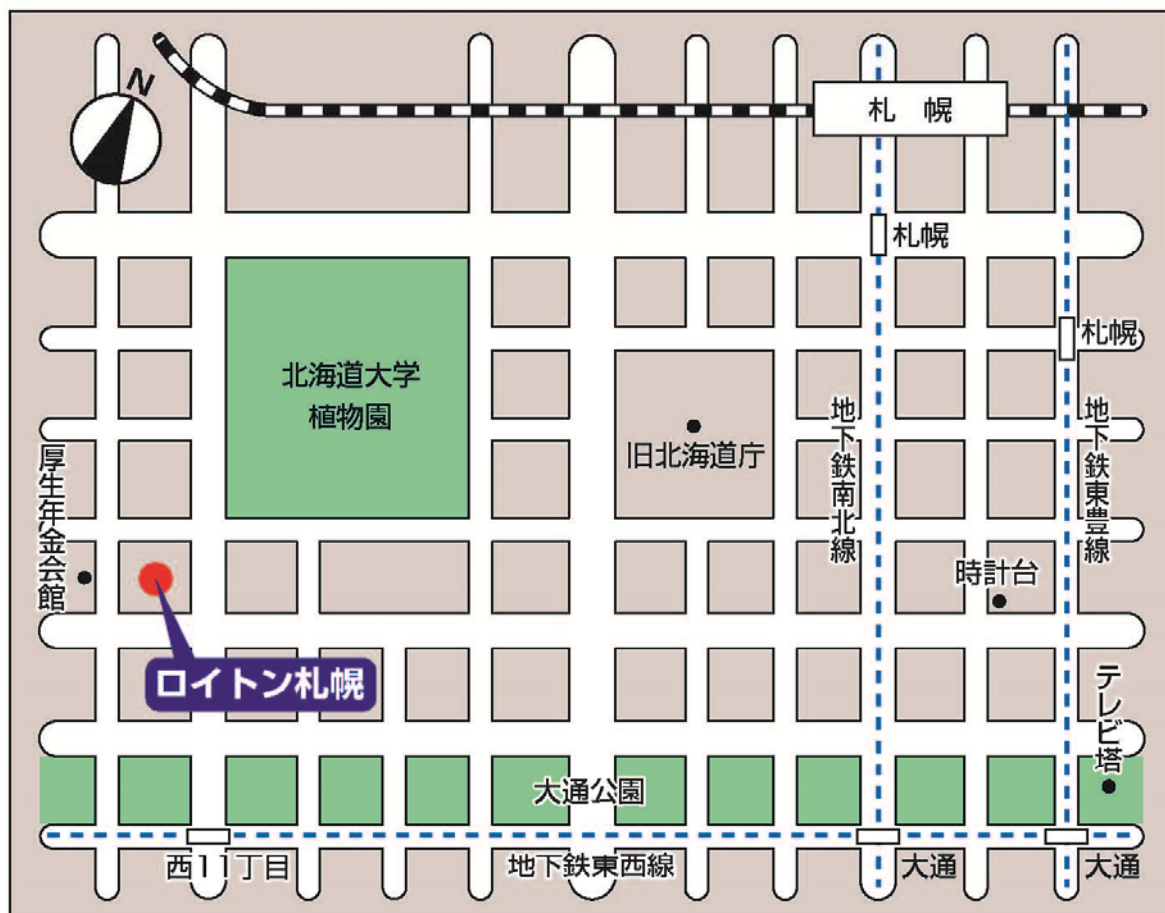 N
札　幌
札幌
札幌
北海道大学
植物園
旧北海道庁
地下鉄南北線
地下鉄東豊線
厚生年金会館
時計台
ロイトン札幌
テレビ塔
大通公園
西11丁目
地下鉄東西線
大通
大通